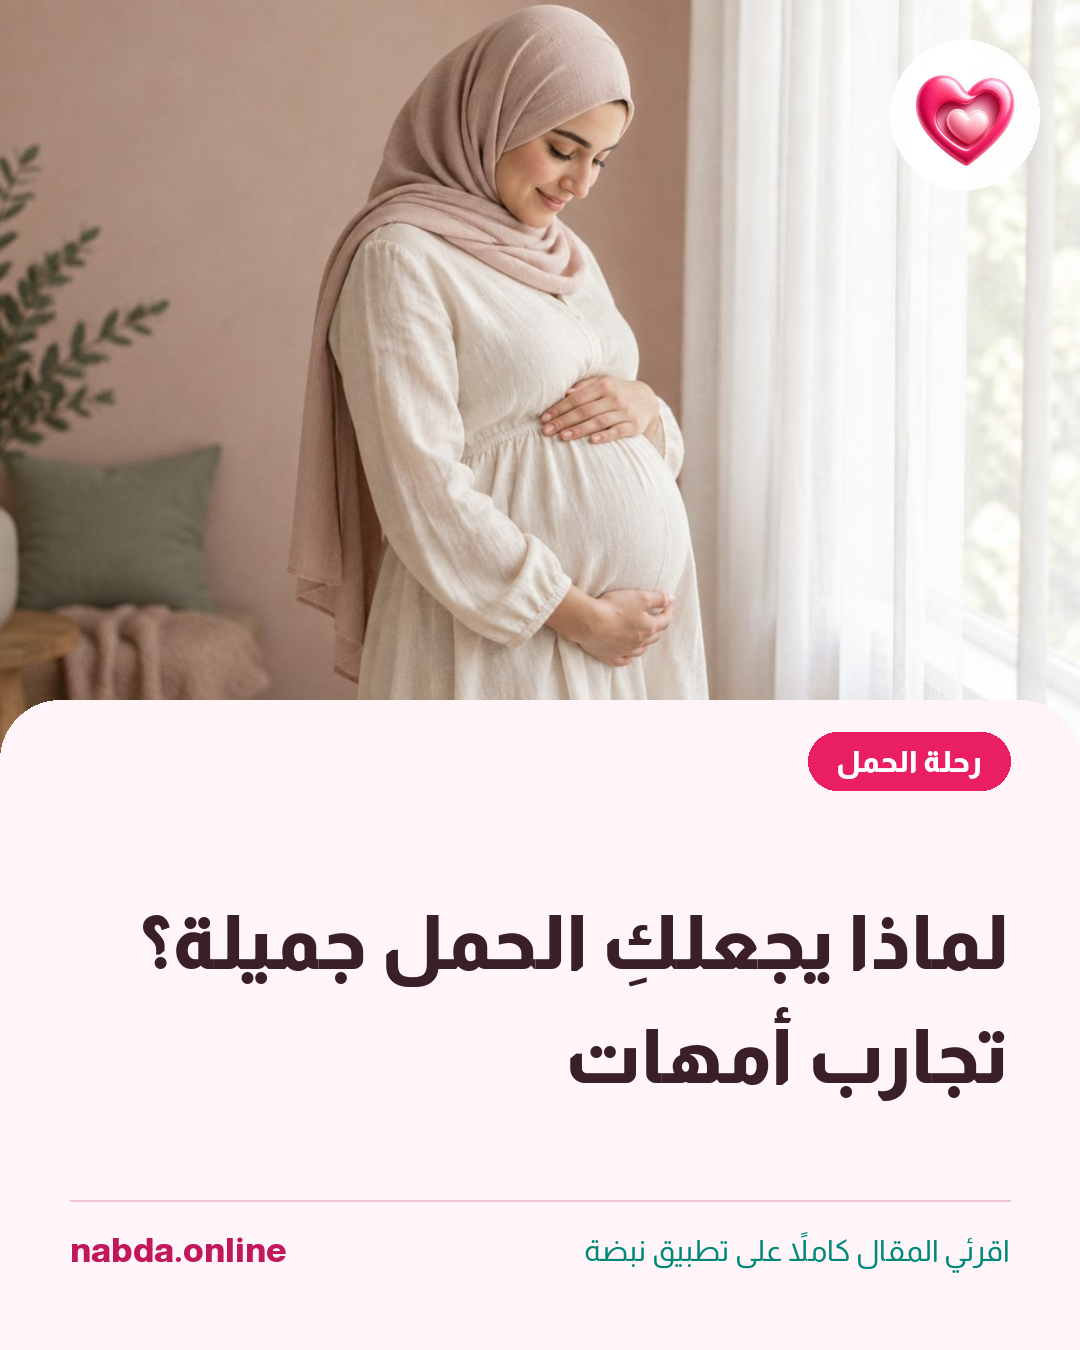 رحلة الحمل
لماذا يجعلكِ الحمل جميلة؟
تجارب أمهات
اقرئي المقال كاملًا على تطبيق نبضة
nabda.online